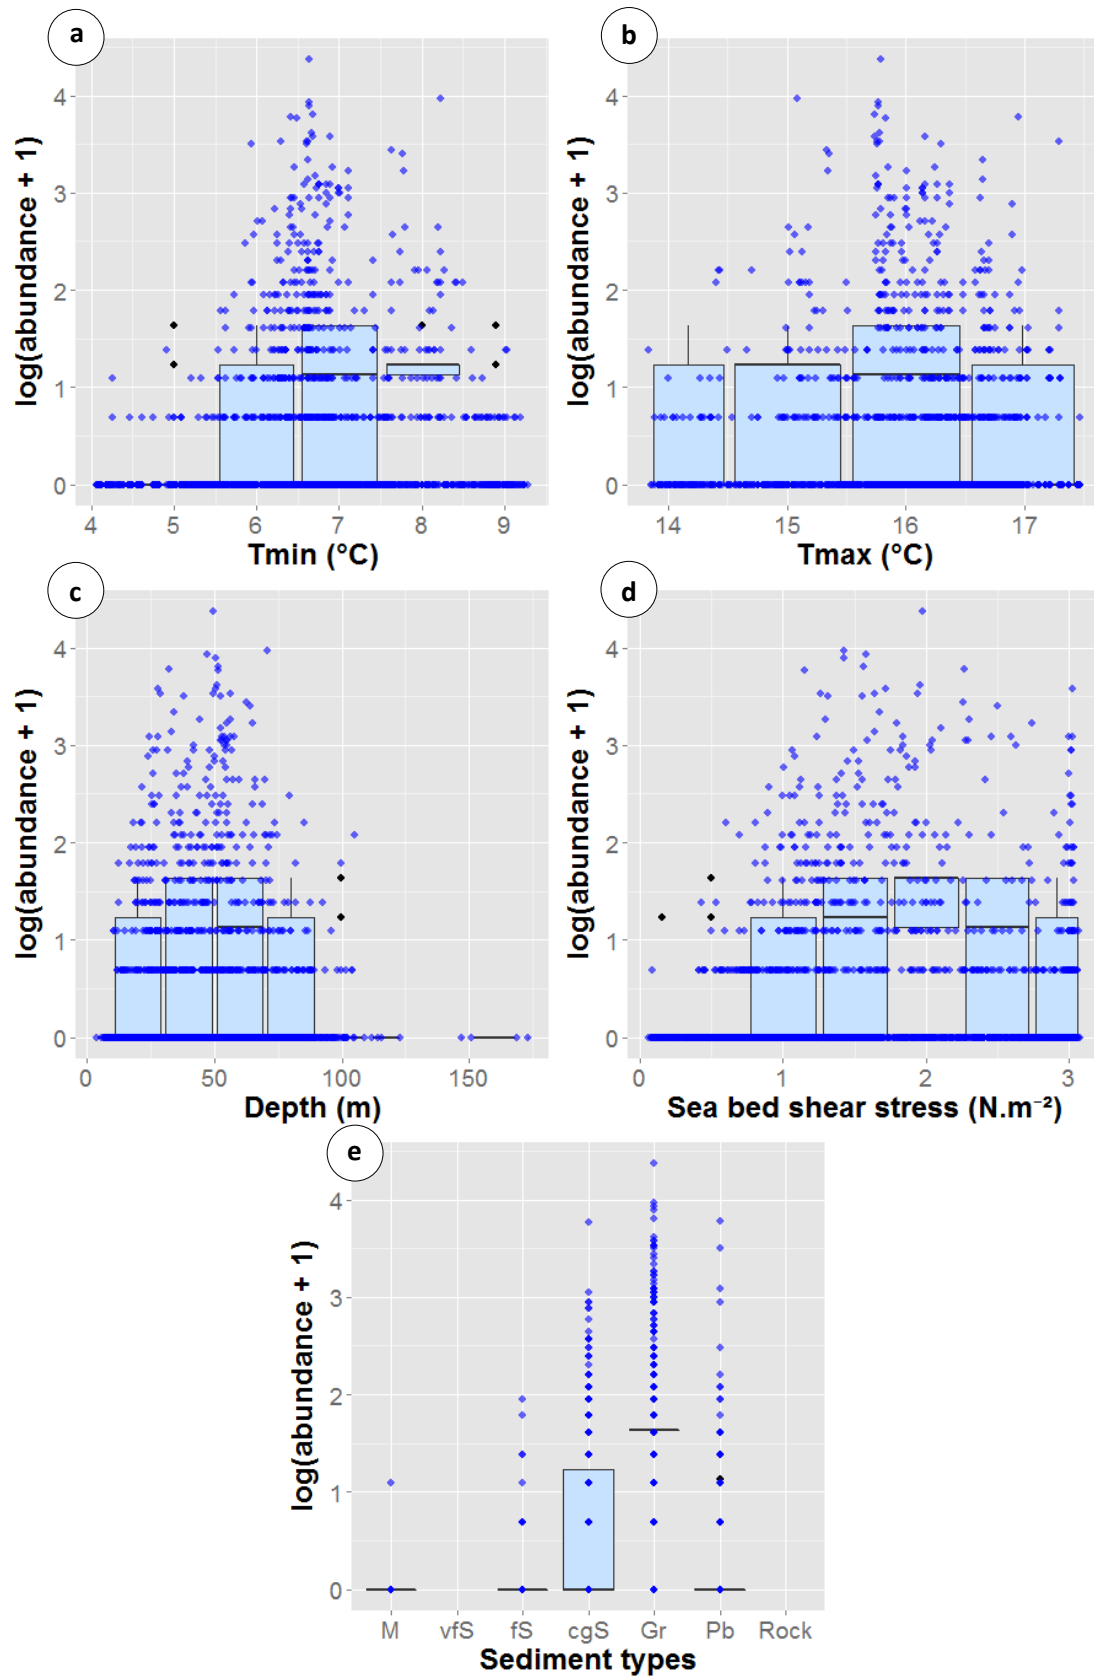 a
log(abundance + 1)
4
3
2
1
0
4 5 6 7 8 9
Tmin (°C)
b
log(abundance + 1)
4
3
2
1
0
14 15 16 17
Tmax (°C)
c
log(abundance + 1)
4
3
2
1
0
0 50 100 150
Depth (m)
d
log(abundance + 1)
4
3
2
1
0
0 1 2 3
Sea bed shear stress (N.m⁻²)
e
log(abundance + 1)
4
3
2
1
0
M vfS fS cgS Gr Pb Rock
Sediment types